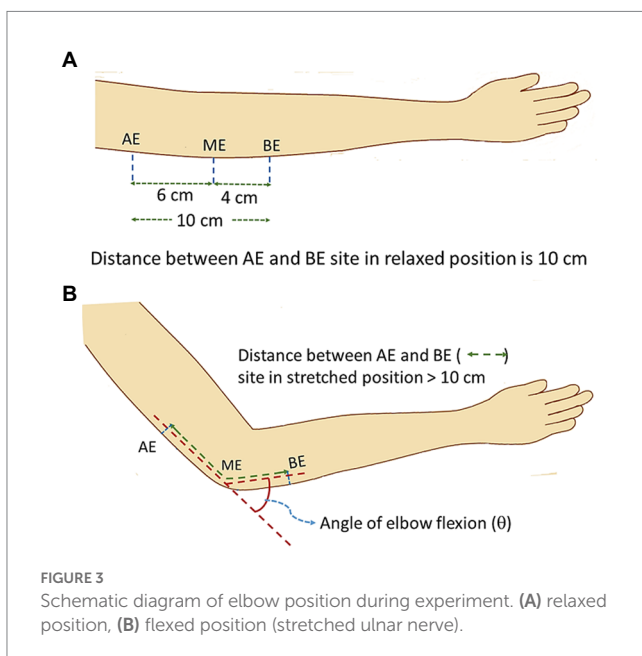 A
AE ME BE
6 cm 4 cm
10 cm
Distance between AE and BE site in relaxed position is 10 cm
B
Distance between AE and BE ( )
site in stretched position > 10 cm
AE
ME BE
Angle of elbow flexion (θ)
FIGURE 3
Schematic diagram of elbow position during experiment. (A) relaxed
position, (B) flexed position (stretched ulnar nerve).